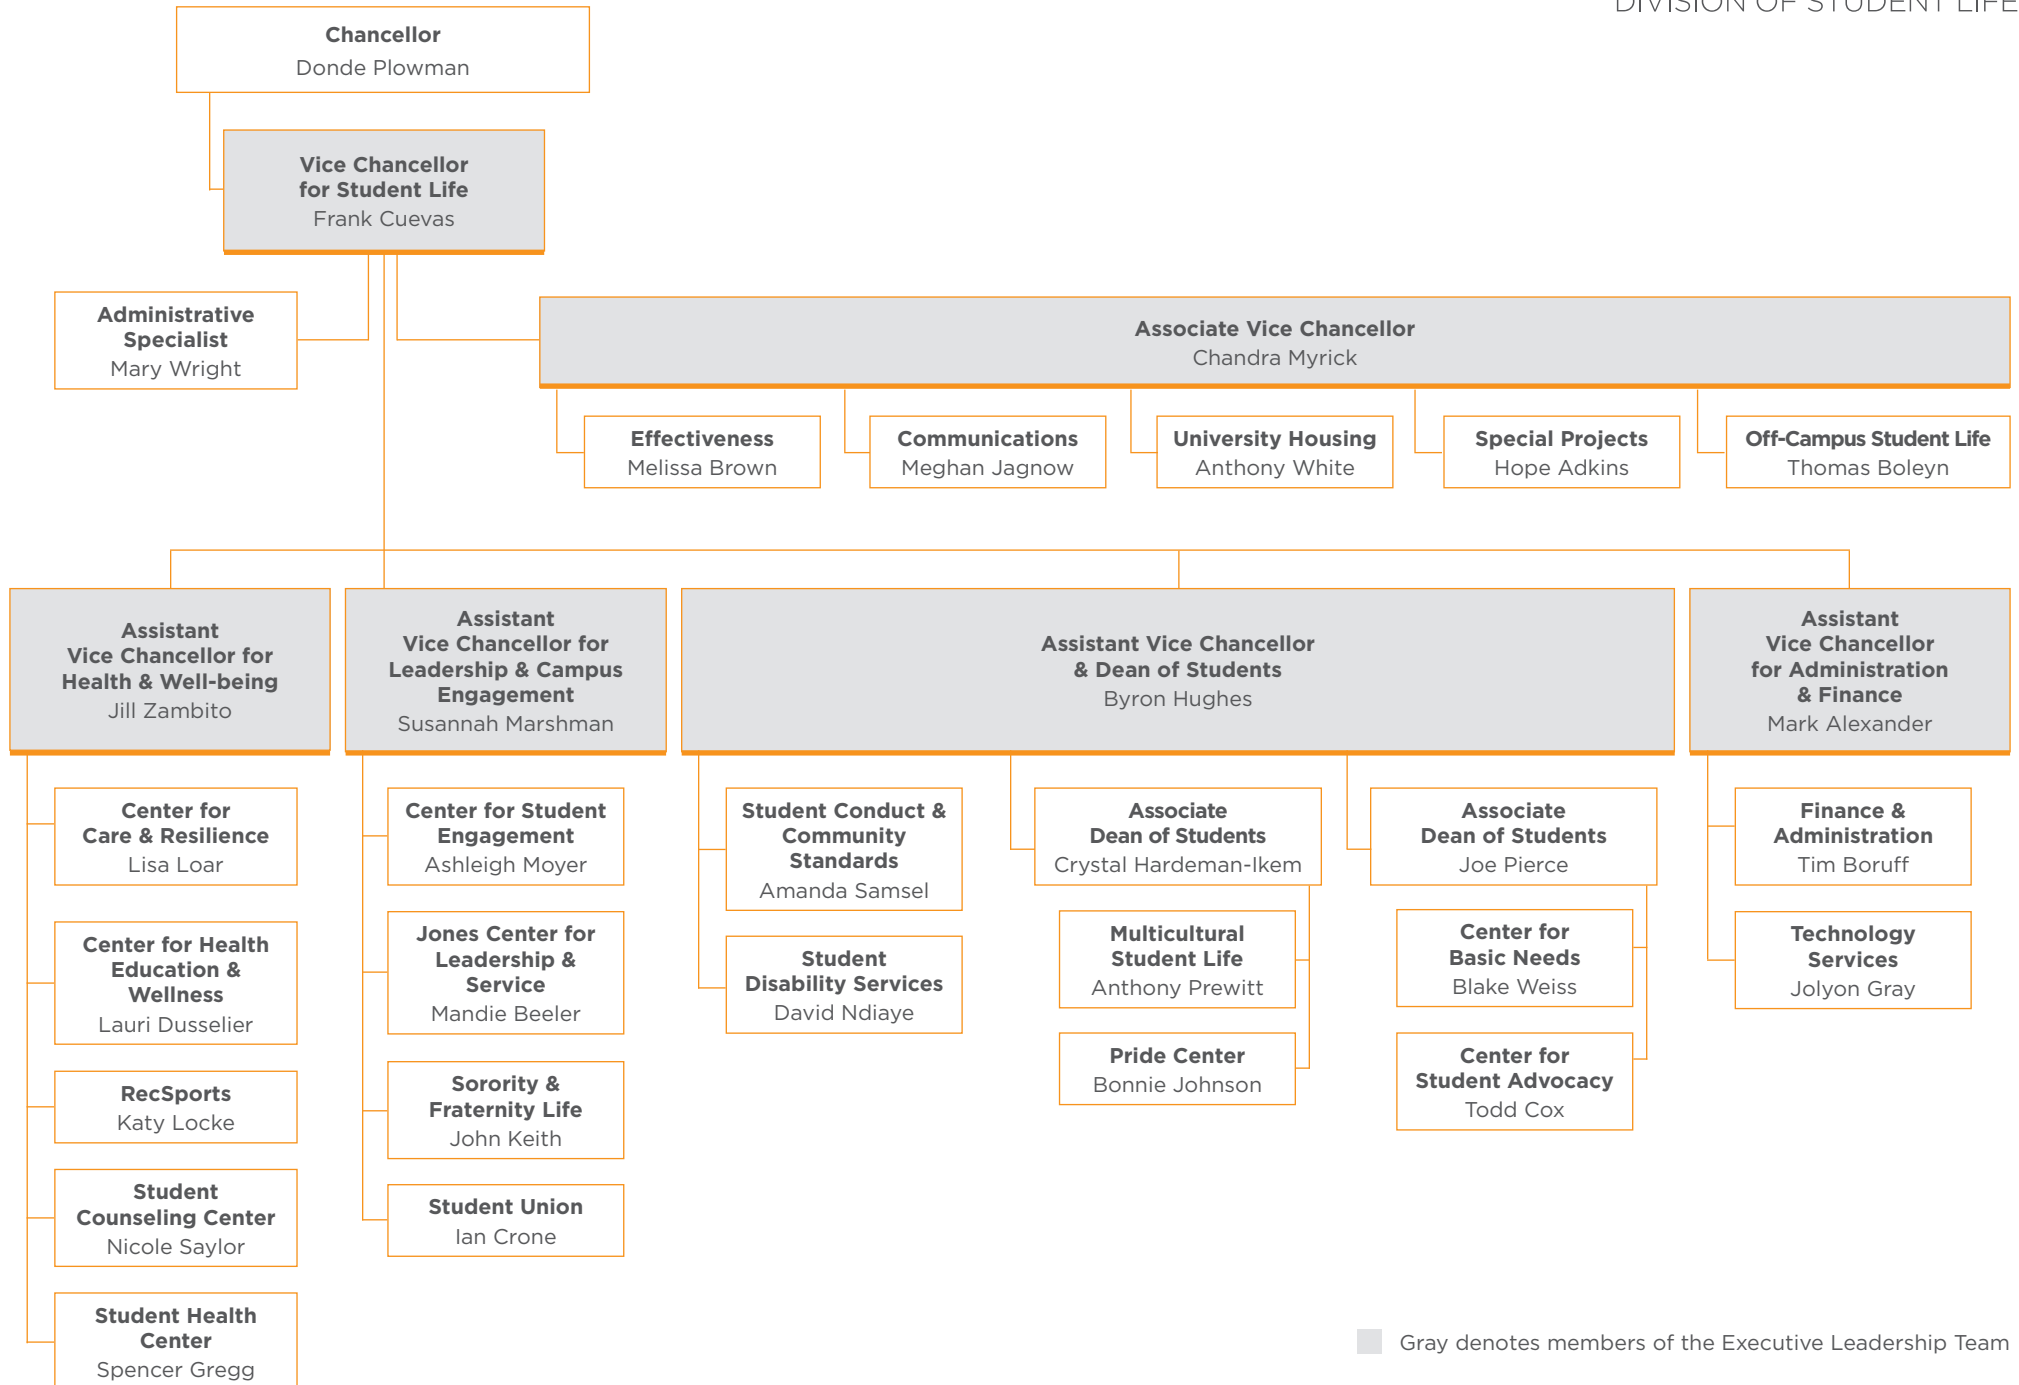 DIVISION OF STUDENT LIFE
Chancellor
Donde Plowman
Vice Chancellor
for Student Life
Frank Cuevas
Administrative
Specialist
Mary Wright
Associate Vice Chancellor
Chandra Myrick
Effectiveness
Melissa Brown
Communications
Meghan Jagnow
University Housing
Anthony White
Special Projects
Hope Adkins
Off-Campus Student Life
Thomas Boleyn
Assistant
Vice Chancellor for
Health & Well-being
Jill Zambito
Assistant
Vice Chancellor for
Leadership & Campus
Engagement
Susannah Marshman
Assistant Vice Chancellor
& Dean of Students
Byron Hughes
Assistant
Vice Chancellor
for Administration
& Finance
Mark Alexander
Center for
Care & Resilience
Lisa Loar
Center for Health
Education &
Wellness
Lauri Dusselier
RecSports
Katy Locke
Student
Counseling Center
Nicole Saylor
Student Health
Center
Spencer Gregg
Center for Student
Engagement
Ashleigh Moyer
Jones Center for
Leadership &
Service
Mandie Beeler
Sorority &
Fraternity Life
John Keith
Student Union
Ian Crone
Student Conduct &
Community
Standards
Amanda Samsel
Student
Disability Services
David Ndiaye
Associate
Dean of Students
Crystal Hardeman-Ikem
Multicultural
Student Life
Anthony Prewitt
Pride Center
Bonnie Johnson
Associate
Dean of Students
Joe Pierce
Center for
Basic Needs
Blake Weiss
Center for
Student Advocacy
Todd Cox
Finance &
Administration
Tim Boruff
Technology
Services
Jolyon Gray
Gray denotes members of the Executive Leadership Team